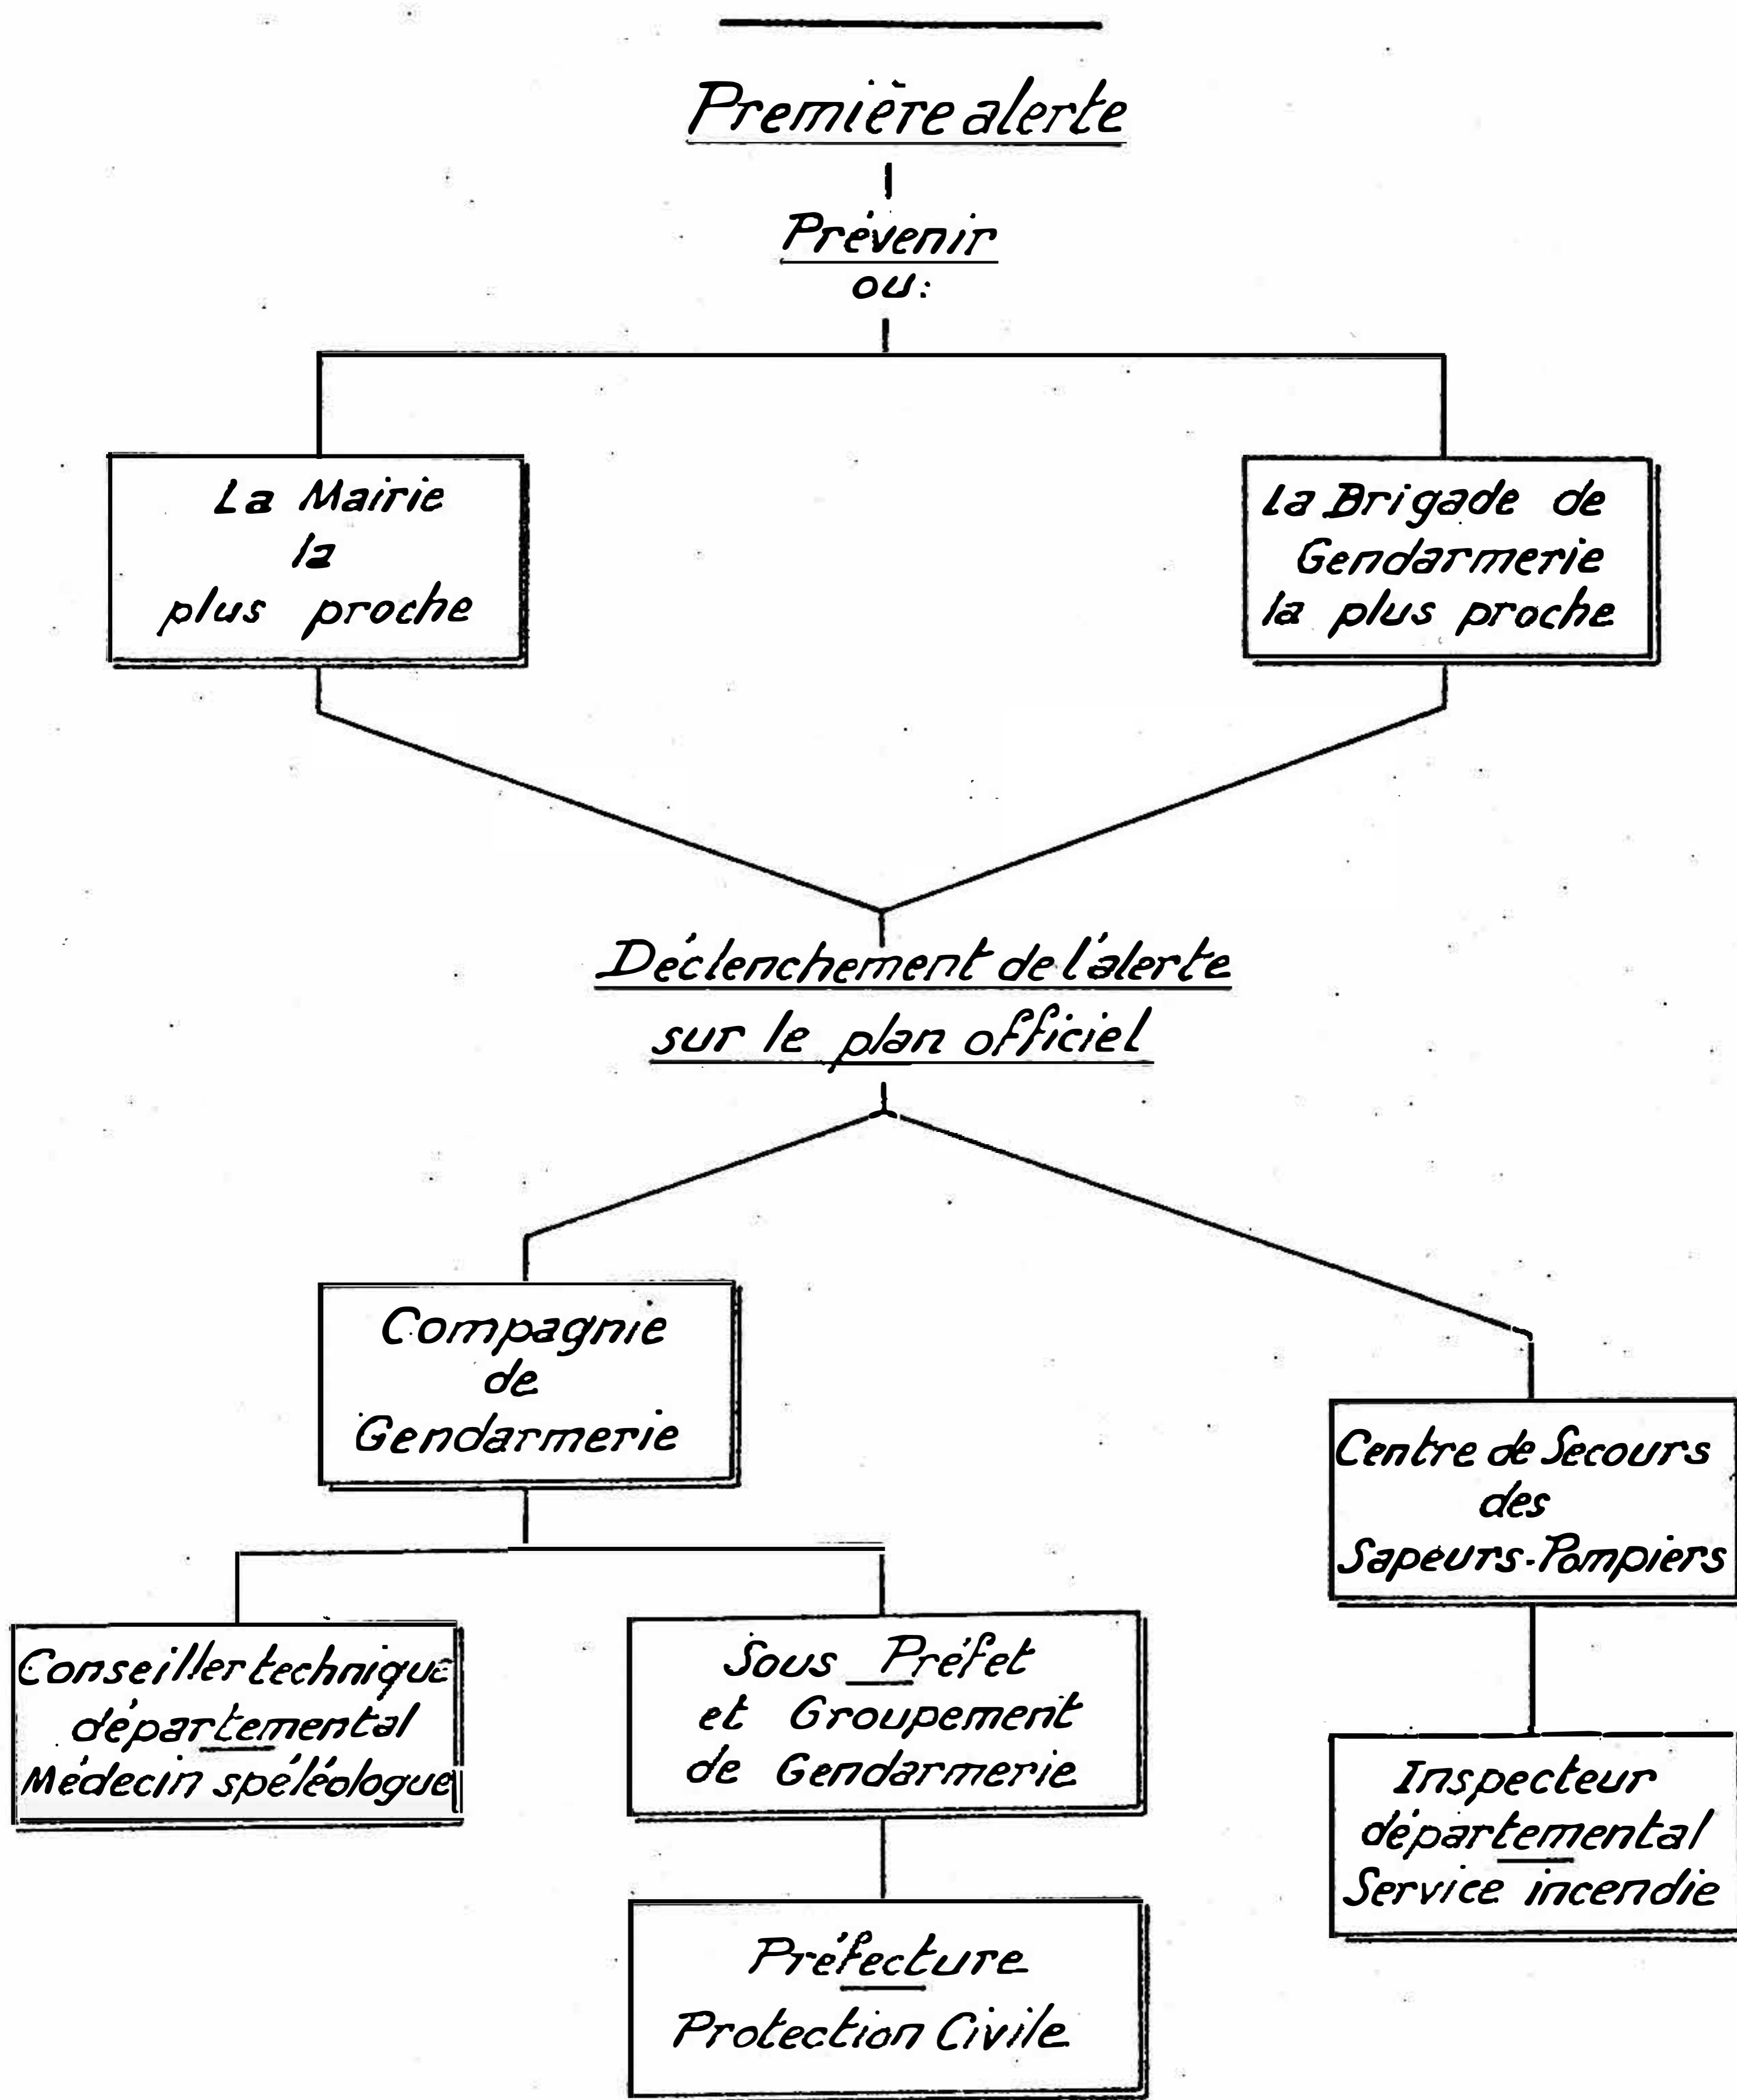 Première alerte
Prévenir
ou:
La Mairie
la
plus proche
la Brigade de
Gendarmerie
la plus proche
Déclenchement de l'alerte
sur le plan officiel
Compagnie
de
Gendarmerie
Centre de Secours
des
Sapeurs-Pompiers
Conseiller technique
départemental
Médecin spéléologue
Sous Préfet
et Groupement
de Gendarmerie
Inspecteur
départemental
Service incendie
Préfecture
Protection Civile